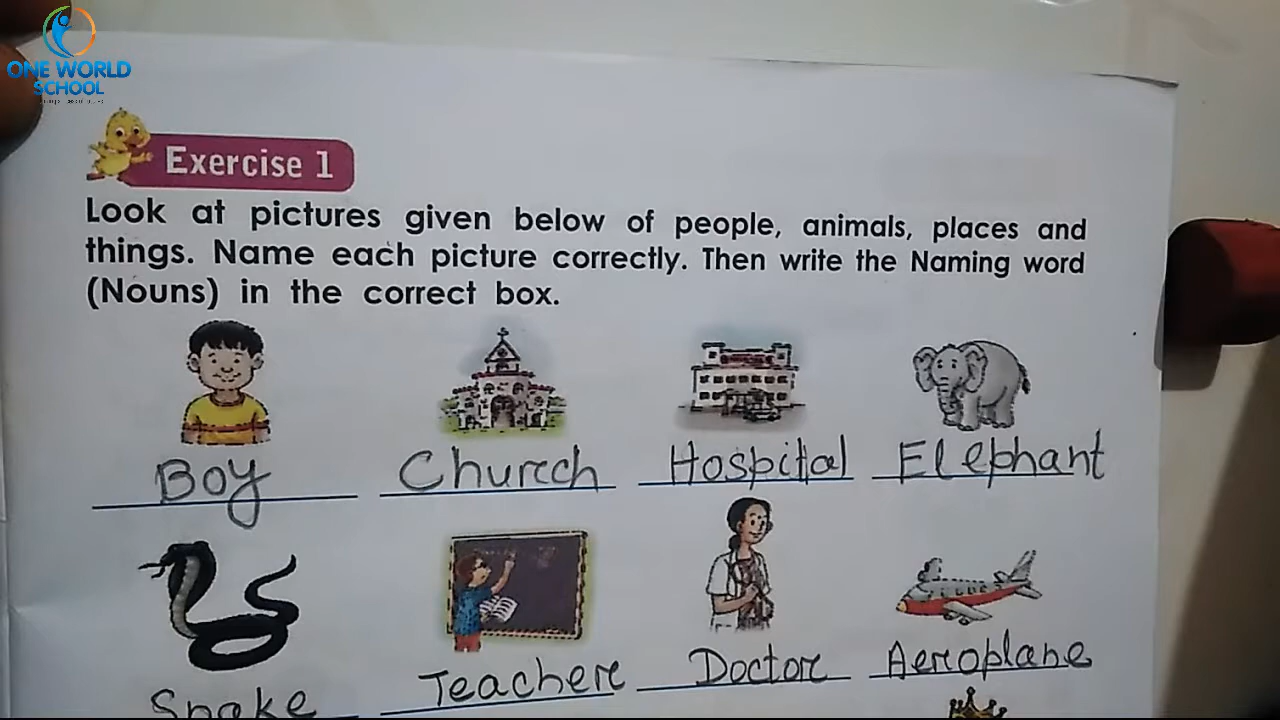 ONE WORLD
SCHOOL
Exercise 1
Look at pictures given below of people, animals, places and
things. Name each picture correctly. Then write the Naming word
(Nouns) in the correct box.
Boy Church Hospital Elephant
Snake Teacher Doctor Aeroplane